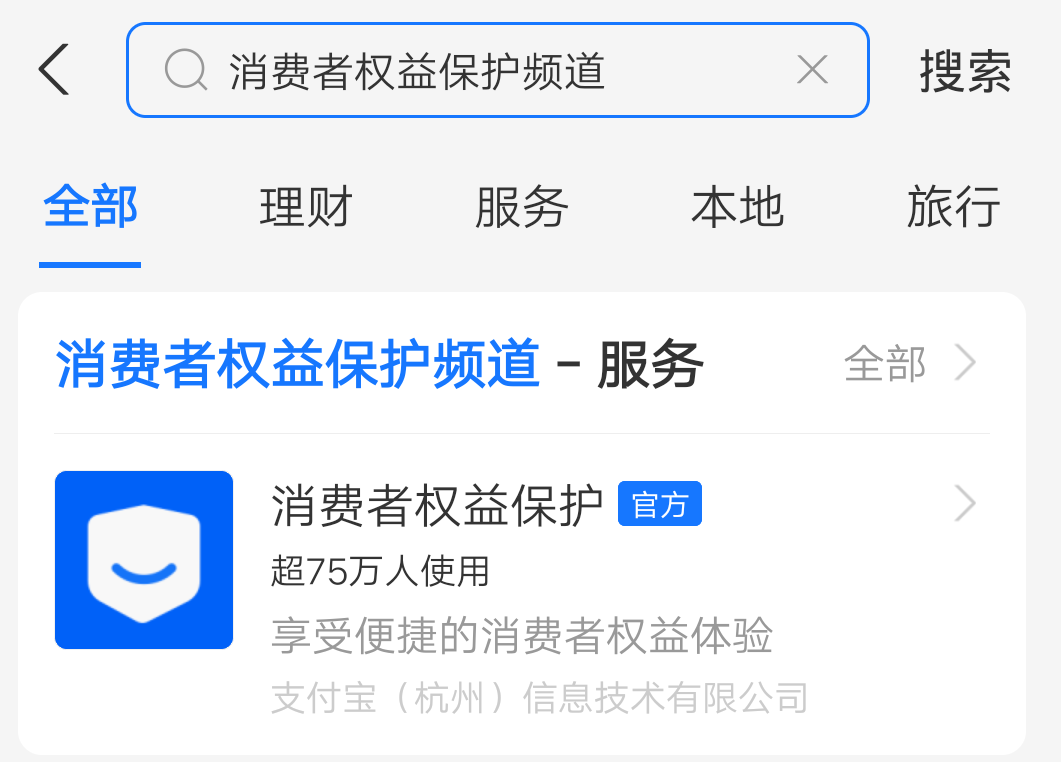 消费者权益保护频道 搜索
全部 理财 服务 本地 旅行
消费者权益保护频道 - 服务 全部
消费者权益保护 官方
超75万人使用
享受便捷的消费者权益体验
支付宝（杭州）信息技术有限公司